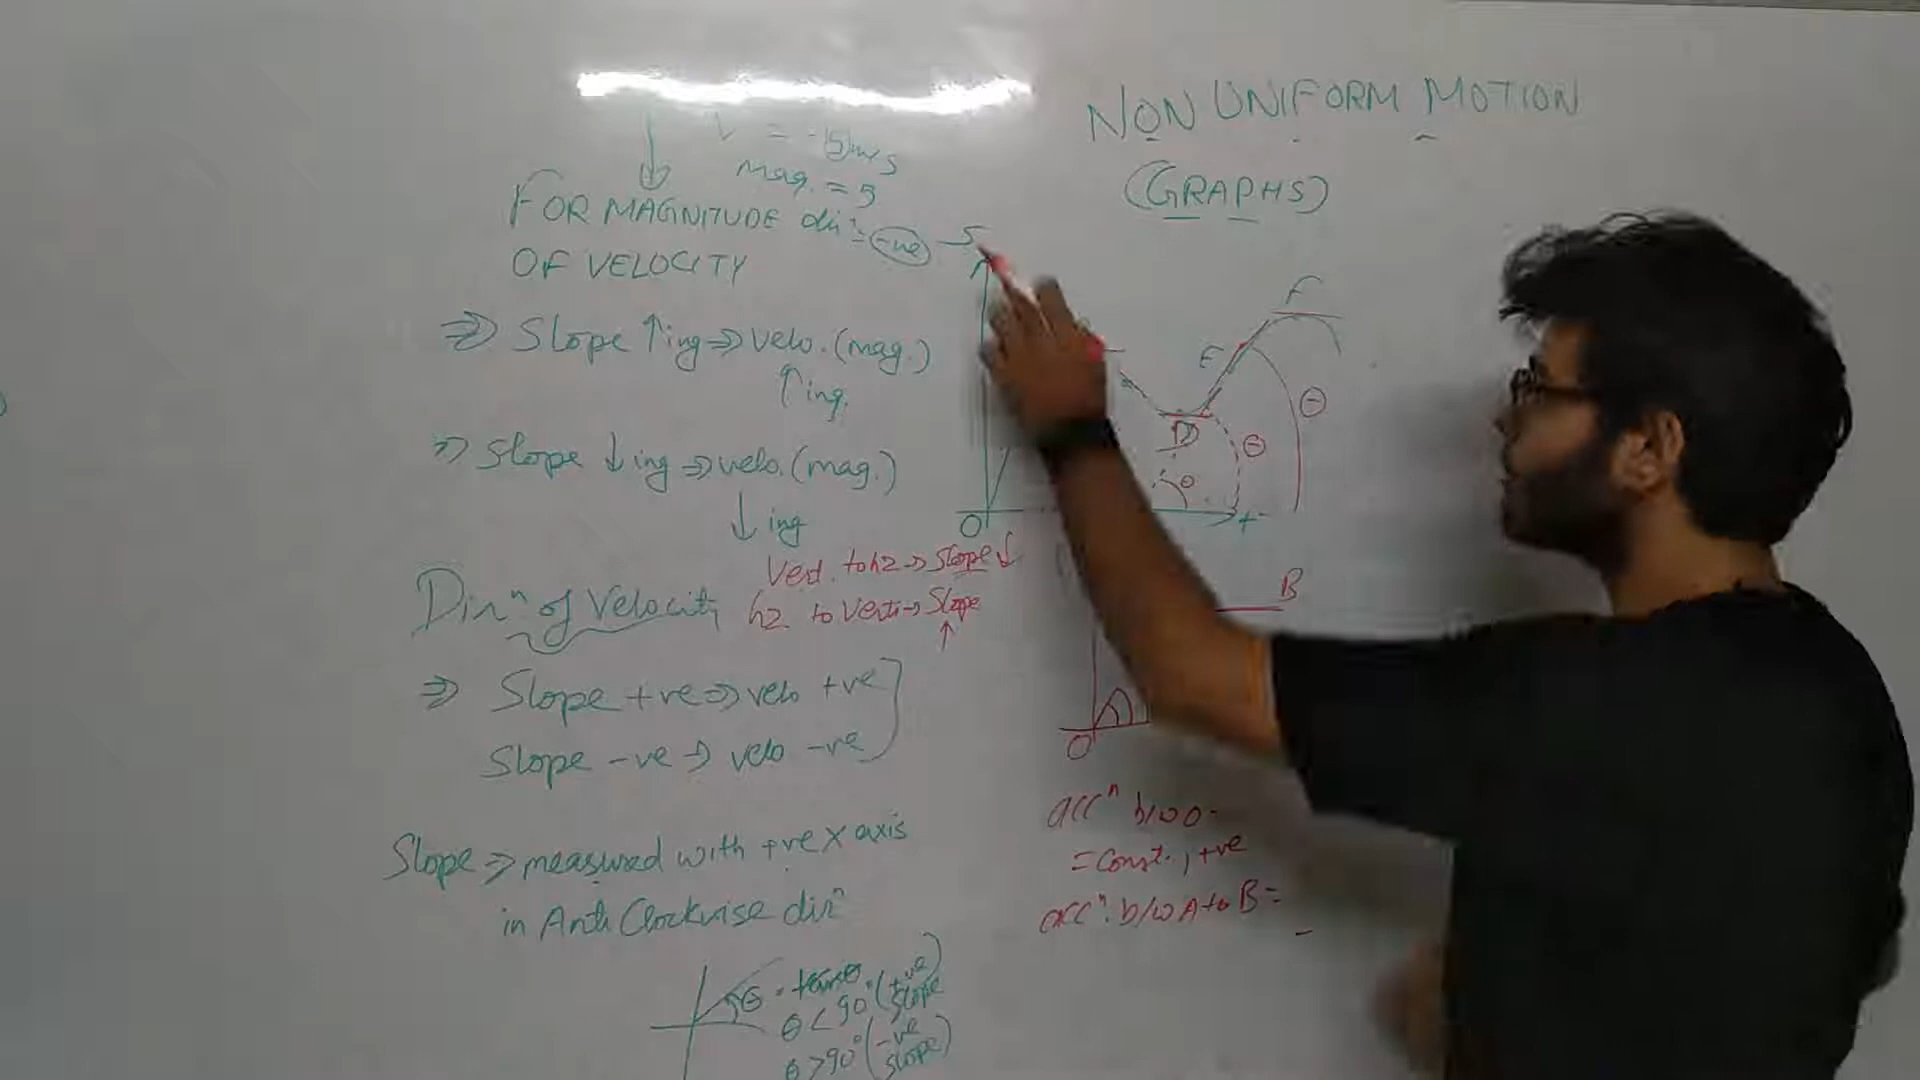 V = -5m/s
mag. = 5
FOR MAGNITUDE dirⁿ = -ve
OF VELOCITY
⇒ Slope ↑ing ⇒ velo. (mag.)
↑ing.
⇒ Slope ↓ing ⇒ velo. (mag.)
↓ing
Vert. to hz → Slope ↓
hz to Verti → Slope
↑
Dirⁿ of Velocity
⇒ Slope +ve ⇒ velo +ve
Slope -ve → velo -ve
Slope ⇒ measured with +ve X axis
in Anti Clockwise dirⁿ
θ tanθ
θ < 90° (+ve slope)
θ > 90° (-ve slope)
NON UNIFORM MOTION
(GRAPHS)
S
F
E
θ
D
θ
θ
O
t
B
O
accⁿ b/w O-
= Const., +ve
accⁿ. b/w A to B =